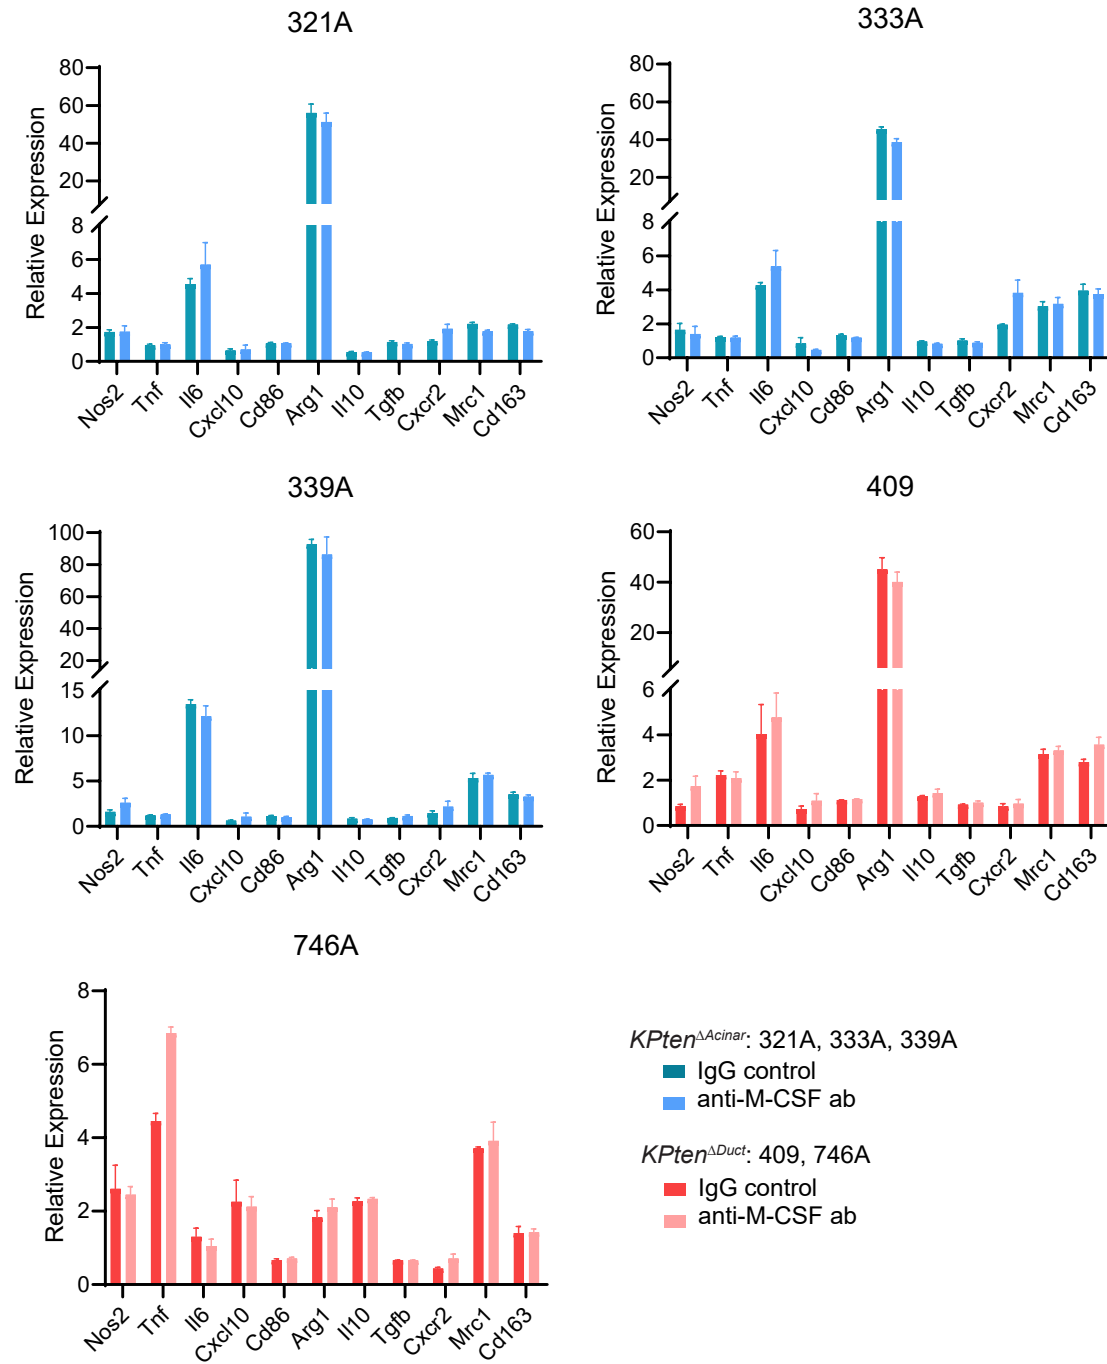 321A
80
60
40
20
8
6
4
2
0
Relative Expression
Nos2 Tnf Il6 Cxcl10 Cd86 Arg1 Il10 Tgfb Cxcr2 Mrc1 Cd163
333A
80
60
40
20
8
6
4
2
0
Relative Expression
Nos2 Tnf Il6 Cxcl10 Cd86 Arg1 Il10 Tgfb Cxcr2 Mrc1 Cd163
339A
100
80
60
40
20
15
10
5
0
Relative Expression
Nos2 Tnf Il6 Cxcl10 Cd86 Arg1 Il10 Tgfb Cxcr2 Mrc1 Cd163
409
60
40
20
6
4
2
0
Relative Expression
Nos2 Tnf Il6 Cxcl10 Cd86 Arg1 Il10 Tgfb Cxcr2 Mrc1 Cd163
746A
8
6
4
2
0
Relative Expression
Nos2 Tnf Il6 Cxcl10 Cd86 Arg1 Il10 Tgfb Cxcr2 Mrc1 Cd163
KPten^ΔAcinar: 321A, 333A, 339A
IgG control
anti-M-CSF ab
KPten^ΔDuct: 409, 746A
IgG control
anti-M-CSF ab